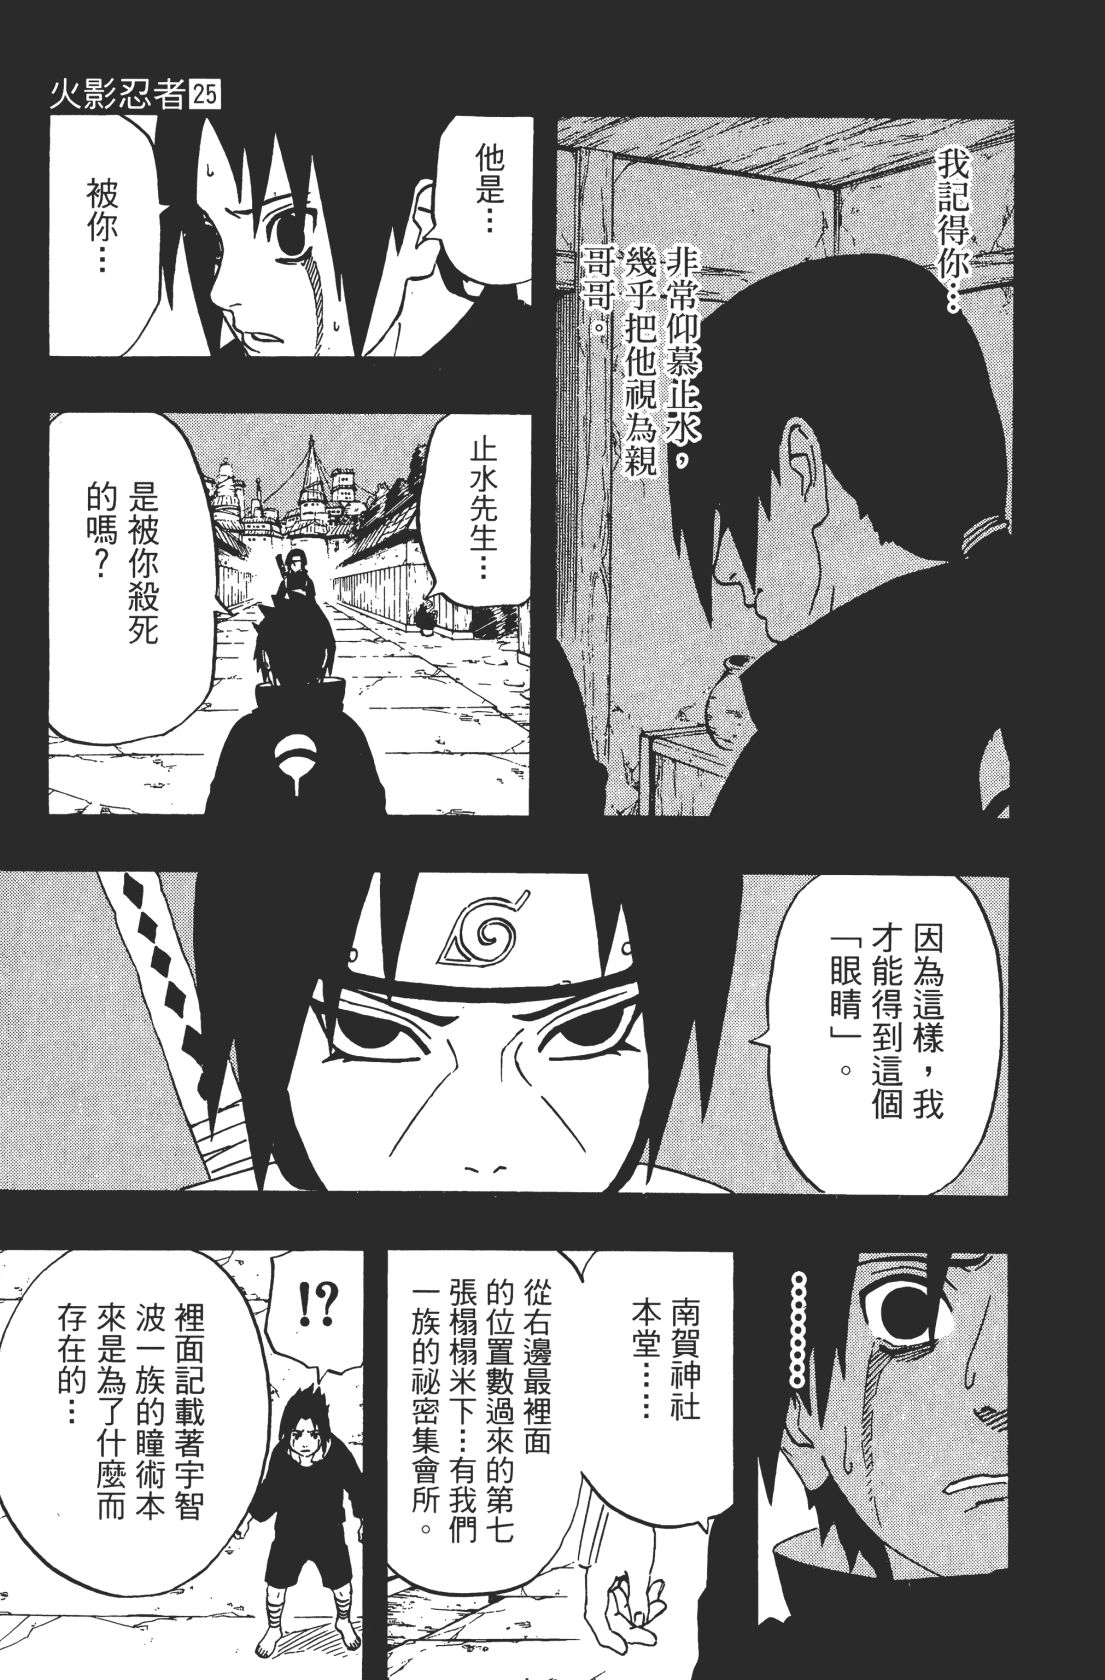 火影忍者25
我記得你…
非常仰慕止水，
幾乎把他視為親
哥哥。
他是…
被你…
止水先生…
是被你殺死
的嗎？
因為這樣，我
才能得到這個
「眼睛」。
………
南賀神社
本堂……
從右邊最裡面
的位置數過來的第七
張榻榻米下…有我們
一族的祕密集會所。
!?
裡面記載著宇智
波一族的瞳術本
來是為了什麼而
存在的…